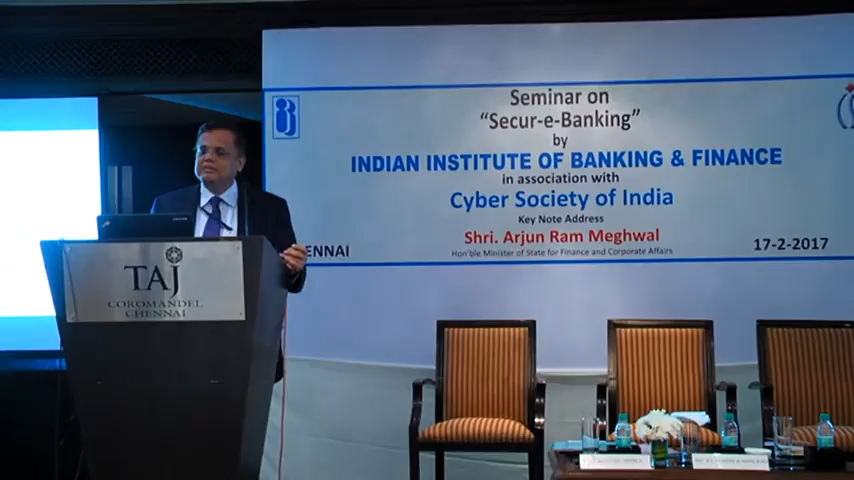 Seminar on
“Secur-e-Banking”
by
INDIAN INSTITUTE OF BANKING & FINANCE
in association with
Cyber Society of India
Key Note Address
Shri. Arjun Ram Meghwal
Hon'ble Minister of State for Finance and Corporate Affairs
ENNAI
17-2-2017
TAJ
COROMANDEL
CHENNAI